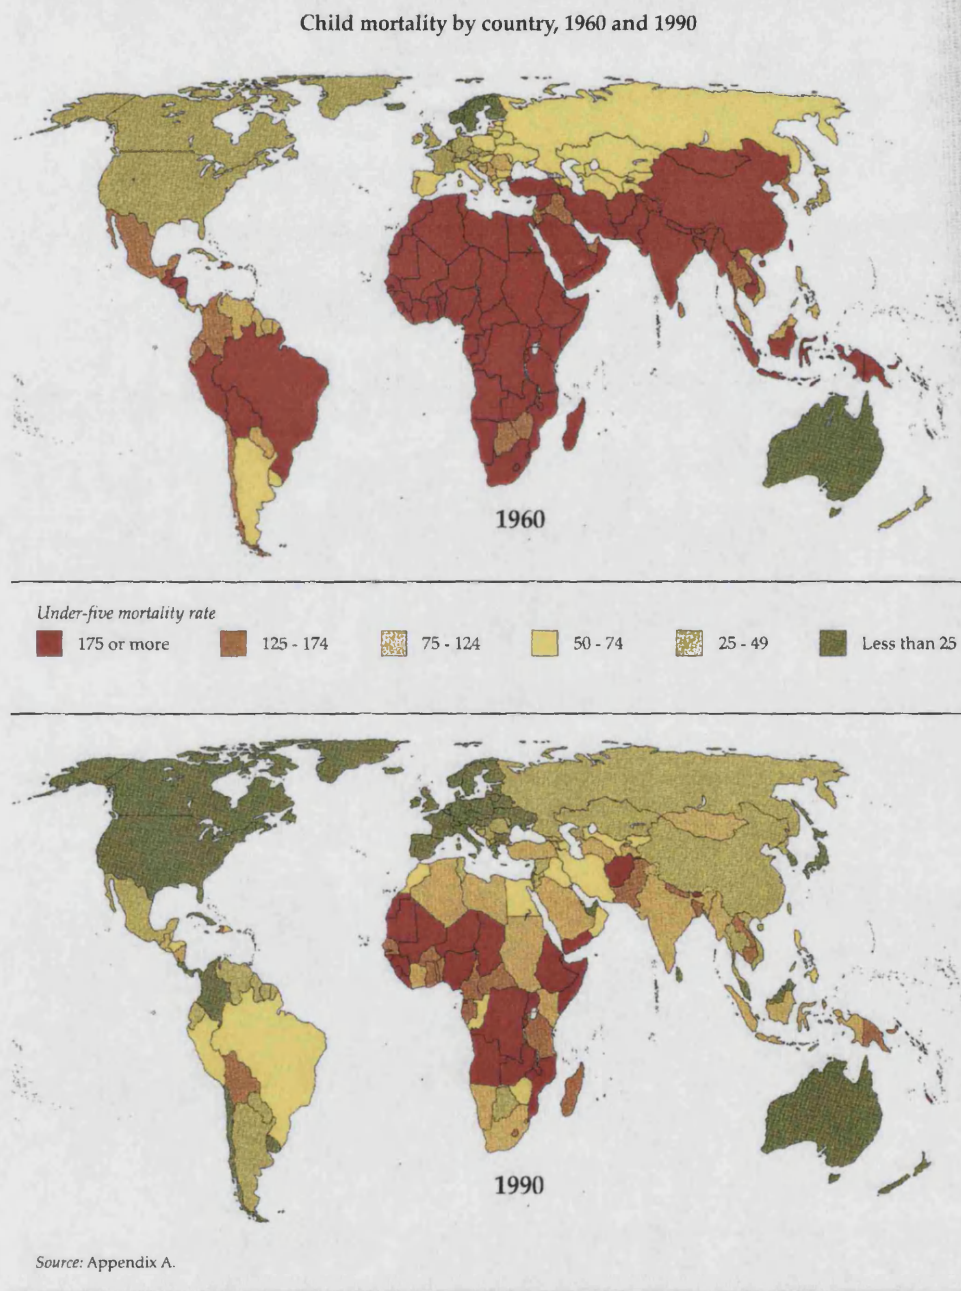 Child mortality by country, 1960 and 1990
1960
Under-five mortality rate
175 or more 125 - 174 75 - 124 50 - 74 25 - 49 Less than 25
1990
Source: Appendix A.